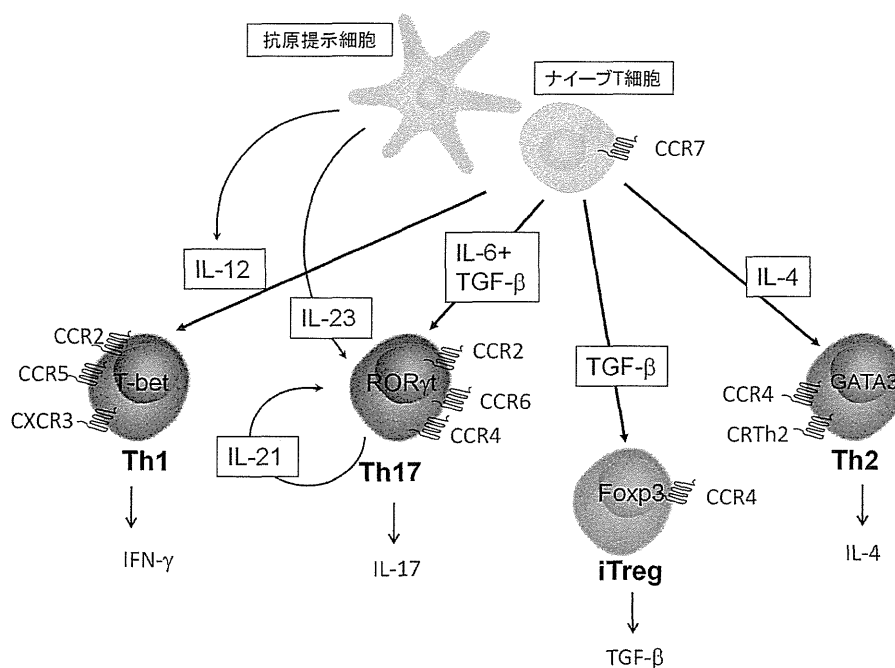 抗原提示細胞
ナイーブT細胞
CCR7
IL-12
IL-6+
TGF-β
IL-4
IL-23
TGF-β
IL-21
CCR2
CCR5
CXCR3
T-bet
Th1
IFN-γ
RORγt
CCR2
CCR6
CCR4
Th17
IL-17
Foxp3
CCR4
iTreg
TGF-β
GATA3
CCR4
CRTh2
Th2
IL-4